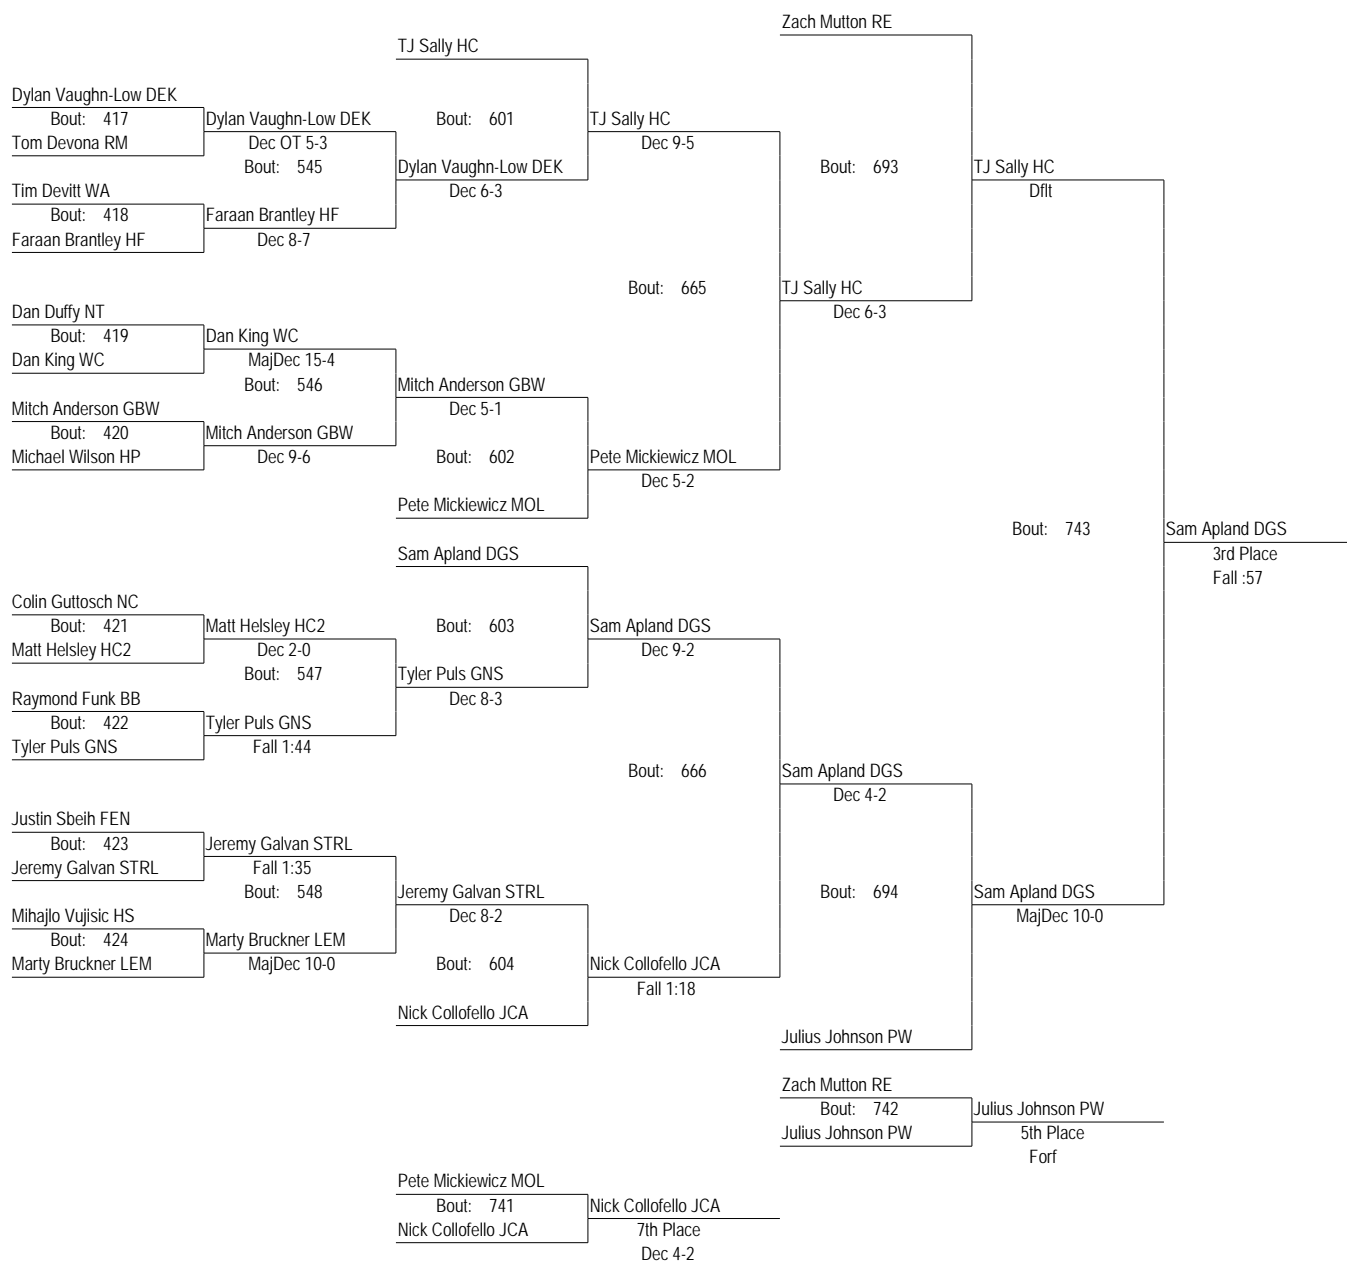 Zach Mutton RE
TJ Sally HC
Dylan Vaughn-Low DEK
Bout: 417
Dylan Vaughn-Low DEK
Bout: 601
TJ Sally HC
Tom Devona RM
Dec OT 5-3
Dec 9-5
Bout: 545
Dylan Vaughn-Low DEK
Bout: 693
TJ Sally HC
Tim Devitt WA
Dec 6-3
Dflt
Bout: 418
Faraan Brantley HF
Faraan Brantley HF
Dec 8-7
Bout: 665
TJ Sally HC
Dec 6-3
Dan Duffy NT
Bout: 419
Dan King WC
Dan King WC
MajDec 15-4
Bout: 546
Mitch Anderson GBW
Mitch Anderson GBW
Dec 5-1
Bout: 420
Mitch Anderson GBW
Michael Wilson HP
Dec 9-6
Bout: 602
Pete Mickiewicz MOL
Dec 5-2
Pete Mickiewicz MOL
Bout: 743
Sam Apland DGS
Sam Apland DGS
3rd Place
Fall :57
Colin Guttosch NC
Bout: 421
Matt Helsley HC2
Bout: 603
Sam Apland DGS
Matt Helsley HC2
Dec 2-0
Dec 9-2
Bout: 547
Tyler Puls GNS
Raymond Funk BB
Dec 8-3
Bout: 422
Tyler Puls GNS
Tyler Puls GNS
Fall 1:44
Bout: 666
Sam Apland DGS
Dec 4-2
Justin Sbeih FEN
Bout: 423
Jeremy Galvan STRL
Jeremy Galvan STRL
Fall 1:35
Bout: 548
Jeremy Galvan STRL
Bout: 694
Sam Apland DGS
Mihajlo Vujisic HS
Dec 8-2
MajDec 10-0
Bout: 424
Marty Bruckner LEM
Marty Bruckner LEM
MajDec 10-0
Bout: 604
Nick Collofello JCA
Fall 1:18
Nick Collofello JCA
Julius Johnson PW
Zach Mutton RE
Bout: 742
Julius Johnson PW
Julius Johnson PW
5th Place
Forf
Pete Mickiewicz MOL
Bout: 741
Nick Collofello JCA
Nick Collofello JCA
7th Place
Dec 4-2